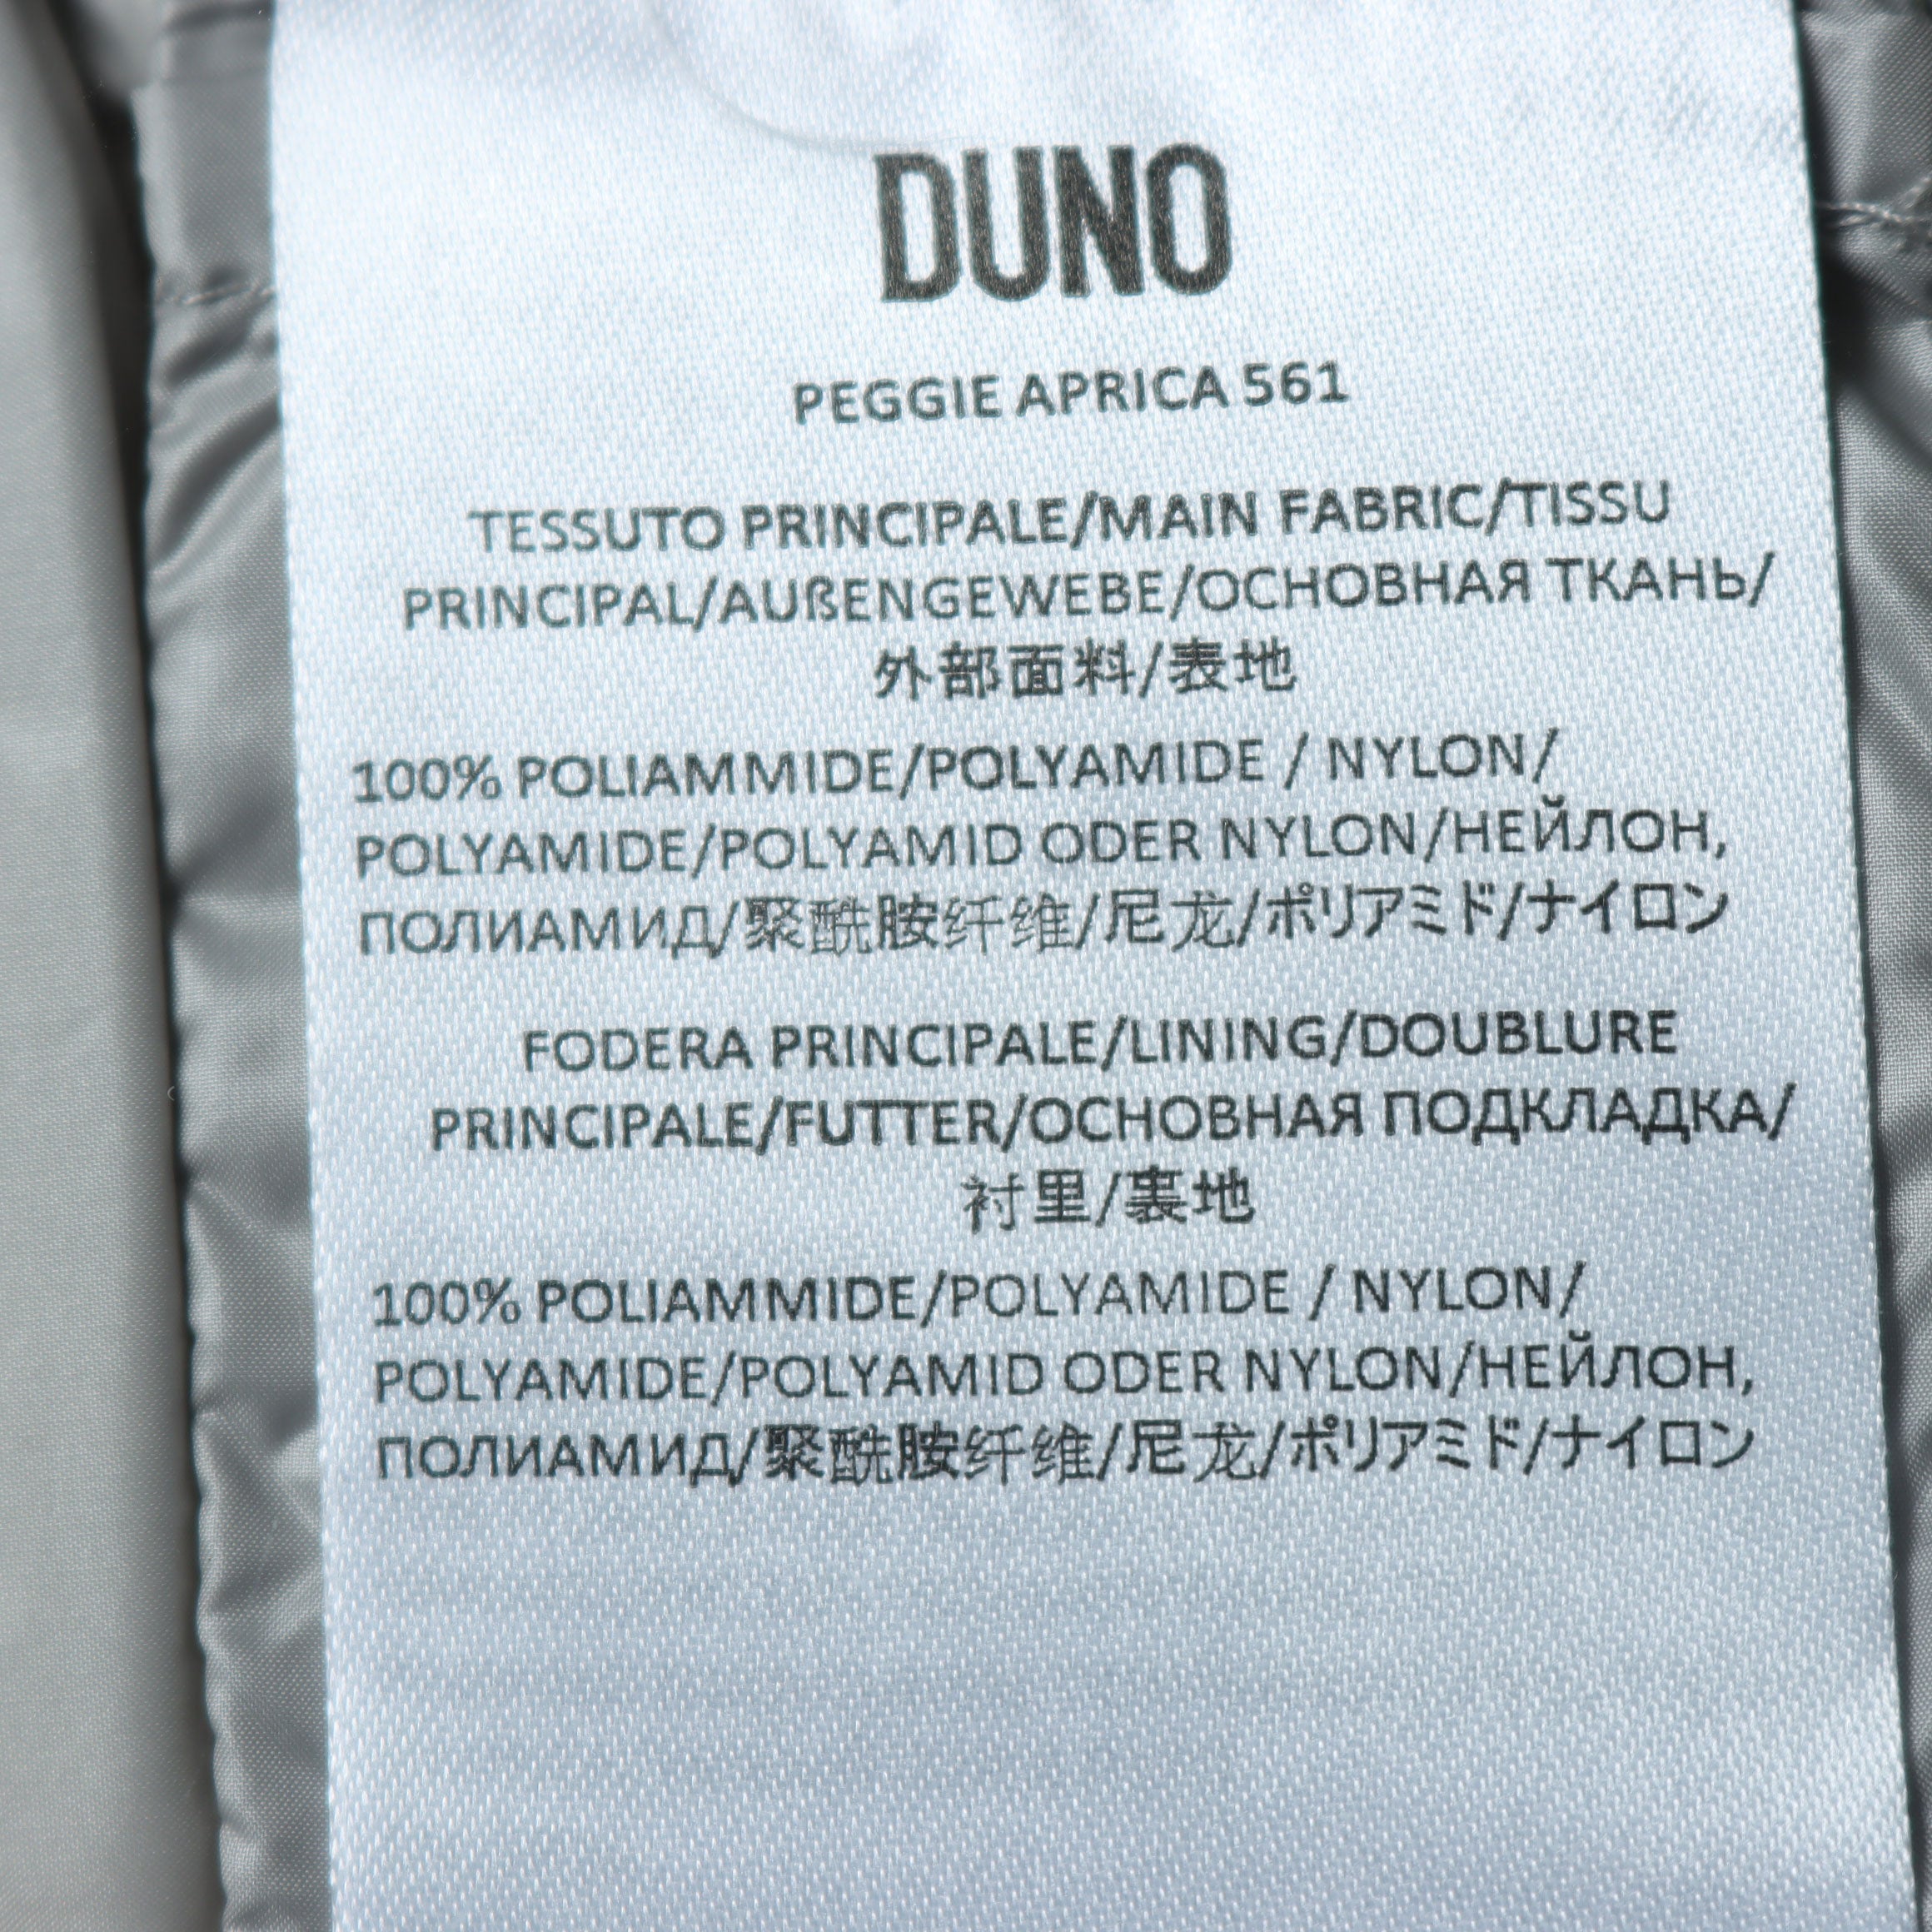 DUNO
PEGGIE APRICA 561
TESSUTO PRINCIPALE/MAIN FABRIC/TISSU
PRINCIPAL/AUßENGEWEBE/ОСНОВНАЯ ТКАНЬ/
外部面料/表地
100% POLIAMMIDE/POLYAMIDE / NYLON/
POLYAMIDE/POLYAMID ODER NYLON/НЕЙЛОН,
ПОЛИАМИД/聚酰胺纤维/尼龙/ポリアミド/ナイロン
FODERA PRINCIPALE/LINING/DOUBLURE
PRINCIPALE/FUTTER/ОСНОВНАЯ ПОДКЛАДКА/
衬里/裏地
100% POLIAMMIDE/POLYAMIDE / NYLON/
POLYAMIDE/POLYAMID ODER NYLON/НЕЙЛОН,
ПОЛИАМИД/聚酰胺纤维/尼龙/ポリアミド/ナイロン